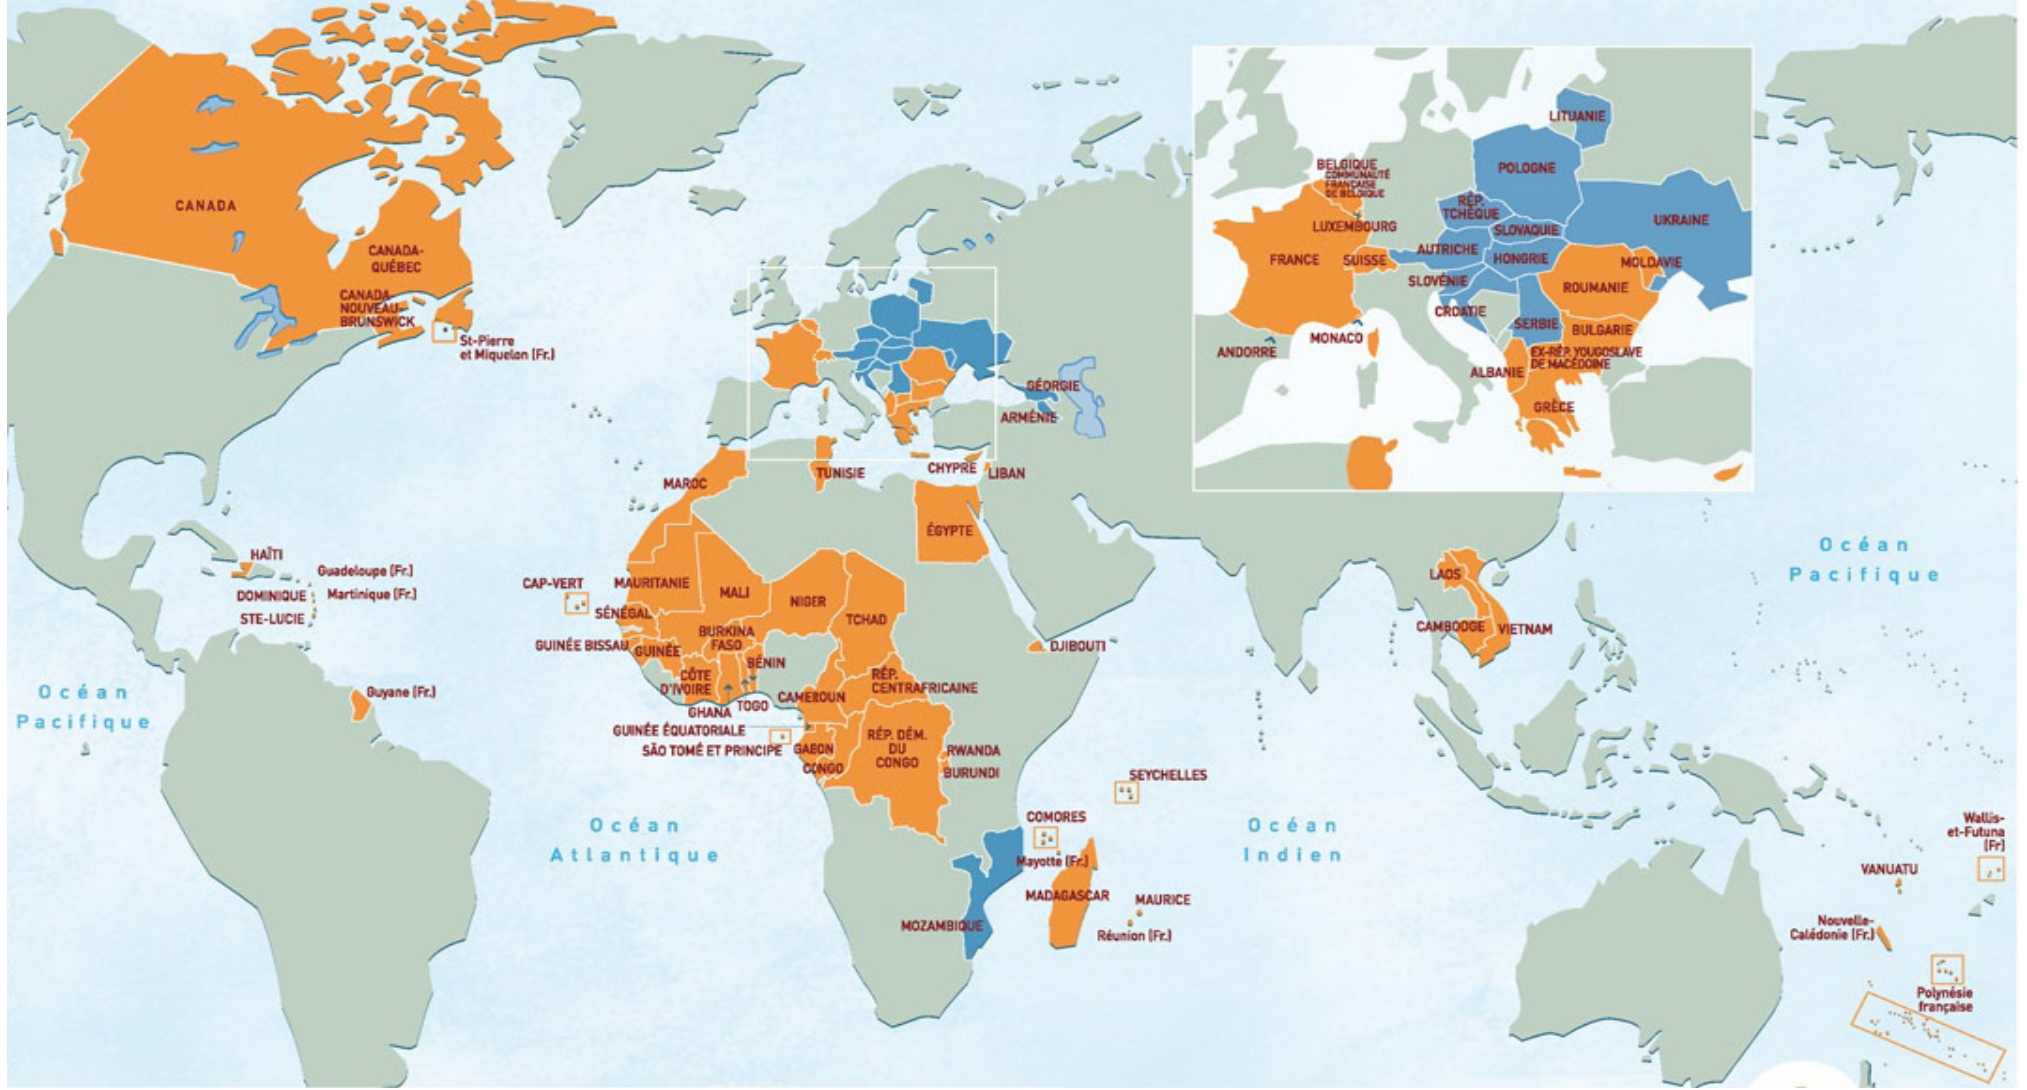 CANADA
CANADA-
QUÉBEC
CANADA
NOUVEAU-
BRUNSWICK
St-Pierre
et Miquelon (Fr.)
HAÏTI
Guadeloupe (Fr.)
DOMINIQUE
Martinique (Fr.)
STE-LUCIE
Océan
Pacifique
Guyane (Fr.)
GÉORGIE
ARMÉNIE
MAROC
TUNISIE
CHYPRE
LIBAN
ÉGYPTE
CAP-VERT
MAURITANIE
MALI
NIGER
TCHAD
SÉNÉGAL
GUINÉE BISSAU
GUINÉE
BURKINA
FASO
BÉNIN
CÔTE
D'IVOIRE
GHANA
TOGO
CAMEROUN
RÉP.
CENTRAFRICAINE
DJIBOUTI
GUINÉE ÉQUATORIALE
SÃO TOMÉ ET PRINCIPE
GABON
CONGO
RÉP. DÉM.
DU
CONGO
RWANDA
BURUNDI
SEYCHELLES
COMORES
Mayotte (Fr.)
MADAGASCAR
MAURICE
Réunion (Fr.)
MOZAMBIQUE
Océan
Atlantique
Océan
Indien
LITUANIE
POLOGNE
BELGIQUE
COMMUNAUTÉ
FRANÇAISE
DE BELGIQUE
RÉP.
TCHÈQUE
UKRAINE
LUXEMBOURG
SLOVAQUIE
AUTRICHE
FRANCE
SUISSE
HONGRIE
MOLDAVIE
SLOVÉNIE
ROUMANIE
CROATIE
SERBIE
BULGARIE
MONACO
ANDORRE
EX-RÉP. YOUGOSLAVE
DE MACÉDOINE
ALBANIE
GRÈCE
LAOS
CAMBODGE
VIETNAM
Océan
Pacifique
Wallis-
et-Futuna
(Fr)
VANUATU
Nouvelle-
Calédonie (Fr.)
Polynésie
française